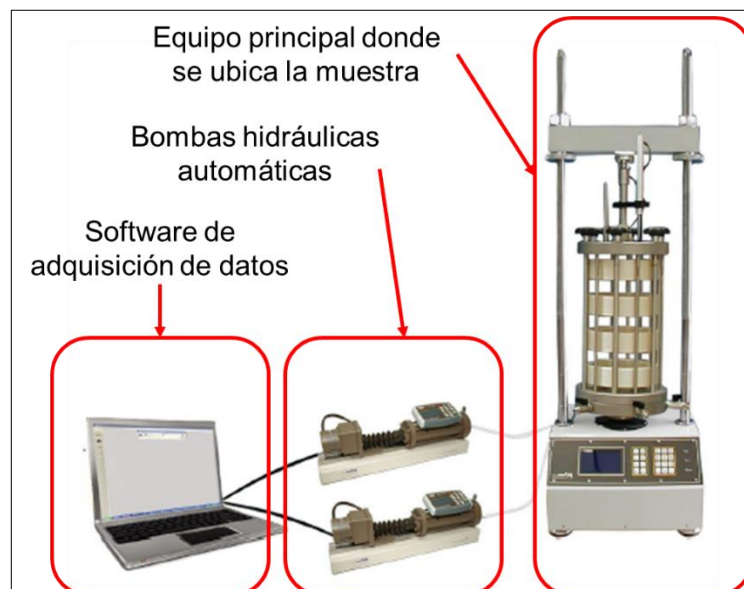 Equipo principal donde
se ubica la muestra
Bombas hidráulicas
automáticas
Software de
adquisición de datos